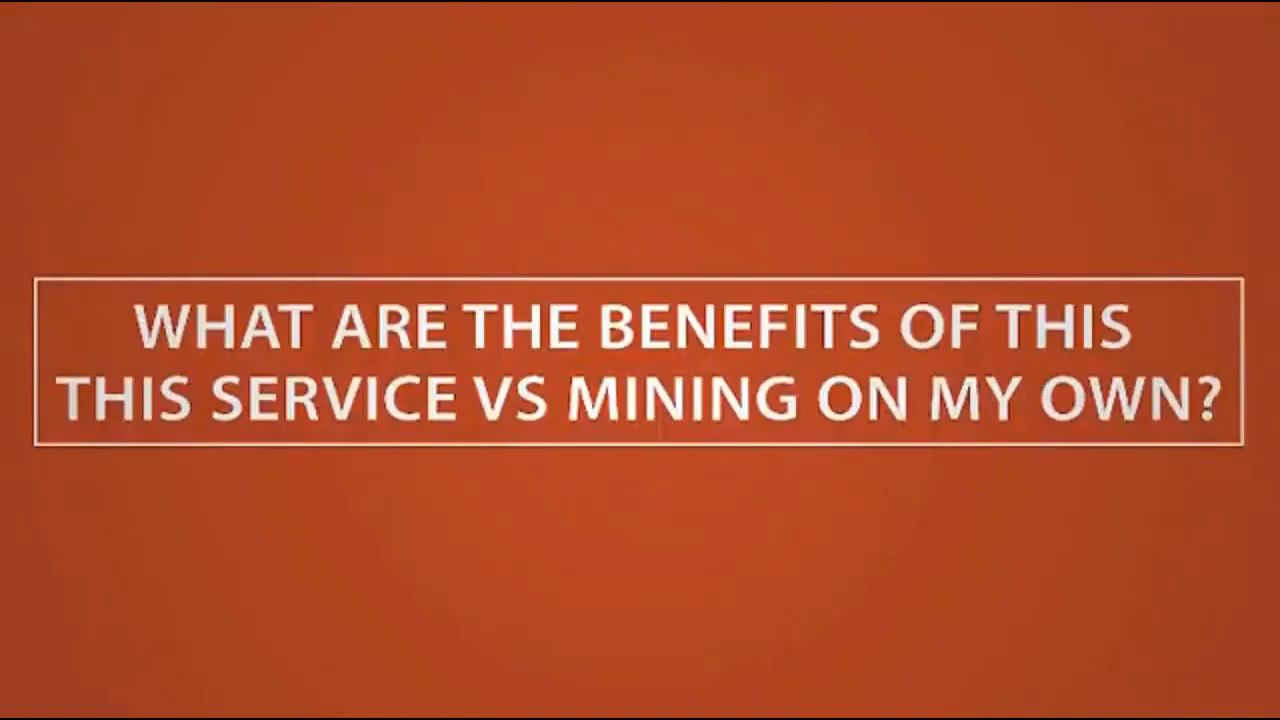 WHAT ARE THE BENEFITS OF THIS
THIS SERVICE VS MINING ON MY OWN?